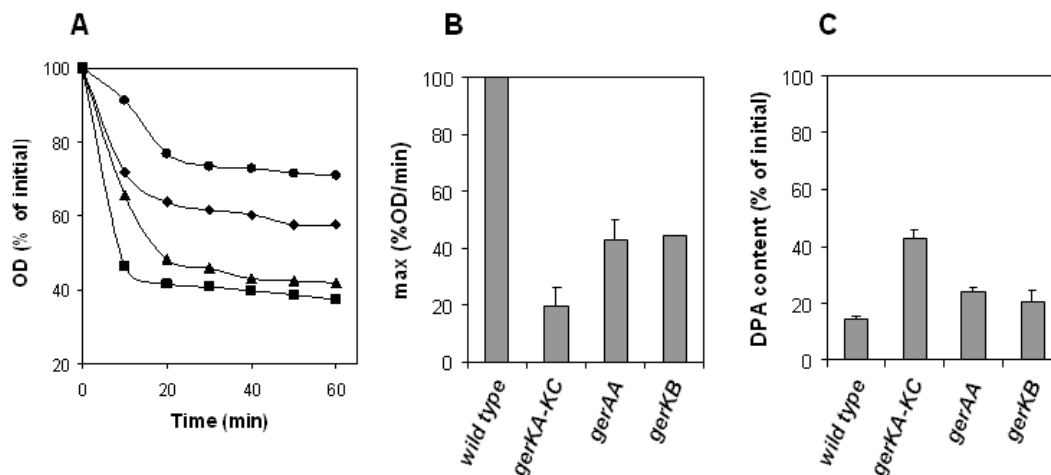 A
B
C
OD (% of initial)
100
80
60
40
20
0
20
40
60
Time (min)
max (%OD/min)
100
80
60
40
20
0
wild type
gerKA-KC
gerAA
gerKB
DPA content (% of initial)
100
80
60
40
20
0
wild type
gerKA-KC
gerAA
gerKB